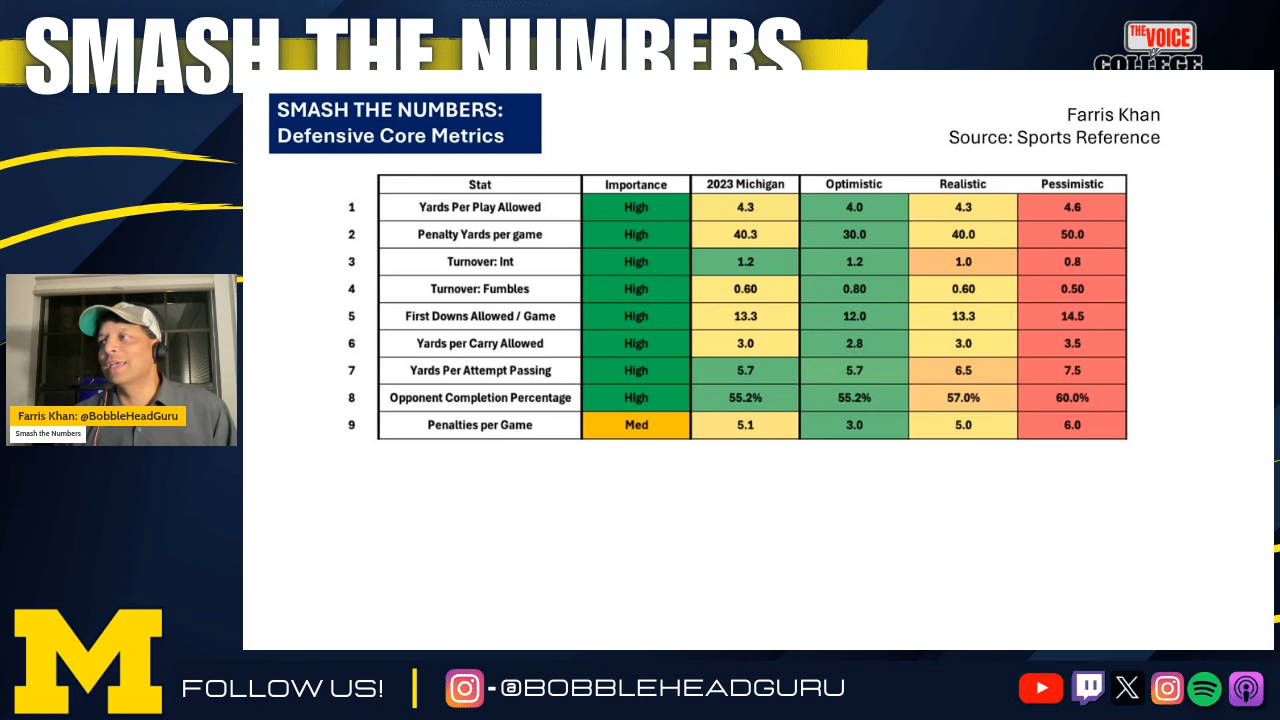 SMASH THE NUMBERS
THE VOICE
OF
COLLEGE
SMASH THE NUMBERS:
Defensive Core Metrics
Farris Khan
Source: Sports Reference
Stat Importance 2023 Michigan Optimistic Realistic Pessimistic
1 Yards Per Play Allowed High 4.3 4.0 4.3 4.6
2 Penalty Yards per game High 40.3 30.0 40.0 50.0
3 Turnover: Int High 1.2 1.2 1.0 0.8
4 Turnover: Fumbles High 0.60 0.80 0.60 0.50
5 First Downs Allowed / Game High 13.3 12.0 13.3 14.5
6 Yards per Carry Allowed High 3.0 2.8 3.0 3.5
7 Yards Per Attempt Passing High 5.7 5.7 6.5 7.5
8 Opponent Completion Percentage High 55.2% 55.2% 57.0% 60.0%
9 Penalties per Game Med 5.1 3.0 5.0 6.0
Farris Khan: @BobbleHeadGuru
Smash the Numbers
M
FOLLOW US!
-@BOBBLEHEADGURU